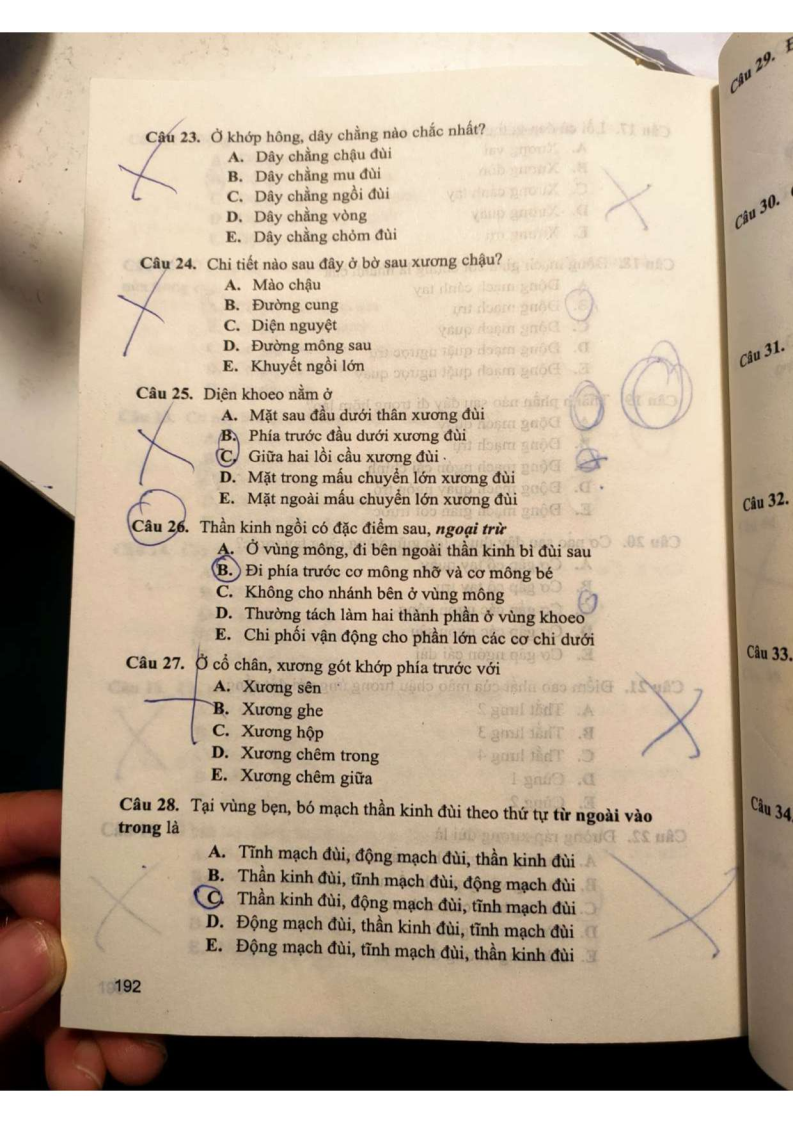 Câu 23. Ở khớp hông, dây chằng nào chắc nhất?
A. Dây chằng chậu đùi
B. Dây chằng mu đùi
C. Dây chằng ngồi đùi
D. Dây chằng vòng
E. Dây chằng chỏm đùi
Câu 24. Chi tiết nào sau đây ở bờ sau xương chậu?
A. Mào chậu
B. Đường cung
C. Diện nguyệt
D. Đường mông sau
E. Khuyết ngồi lớn
Câu 25. Diện khoeo nằm ở
A. Mặt sau đầu dưới thân xương đùi
B. Phía trước đầu dưới xương đùi
C. Giữa hai lồi cầu xương đùi
D. Mặt trong mấu chuyển lớn xương đùi
E. Mặt ngoài mấu chuyển lớn xương đùi
Câu 26. Thần kinh ngồi có đặc điểm sau, ngoại trừ
A. Ở vùng mông, đi bên ngoài thần kinh bì đùi sau
B. Đi phía trước cơ mông nhỡ và cơ mông bé
C. Không cho nhánh bên ở vùng mông
D. Thường tách làm hai thành phần ở vùng khoeo
E. Chi phối vận động cho phần lớn các cơ chi dưới
Câu 27. Ở cổ chân, xương gót khớp phía trước với
A. Xương sên
B. Xương ghe
C. Xương hộp
D. Xương chêm trong
E. Xương chêm giữa
Câu 28. Tại vùng bẹn, bó mạch thần kinh đùi theo thứ tự từ ngoài vào
trong là
A. Tĩnh mạch đùi, động mạch đùi, thần kinh đùi
B. Thần kinh đùi, tĩnh mạch đùi, động mạch đùi
C. Thần kinh đùi, động mạch đùi, tĩnh mạch đùi
D. Động mạch đùi, thần kinh đùi, tĩnh mạch đùi
E. Động mạch đùi, tĩnh mạch đùi, thần kinh đùi
192
Câu 29.
Câu 30.
Câu 31.
Câu 32.
Câu 33.
Câu 34